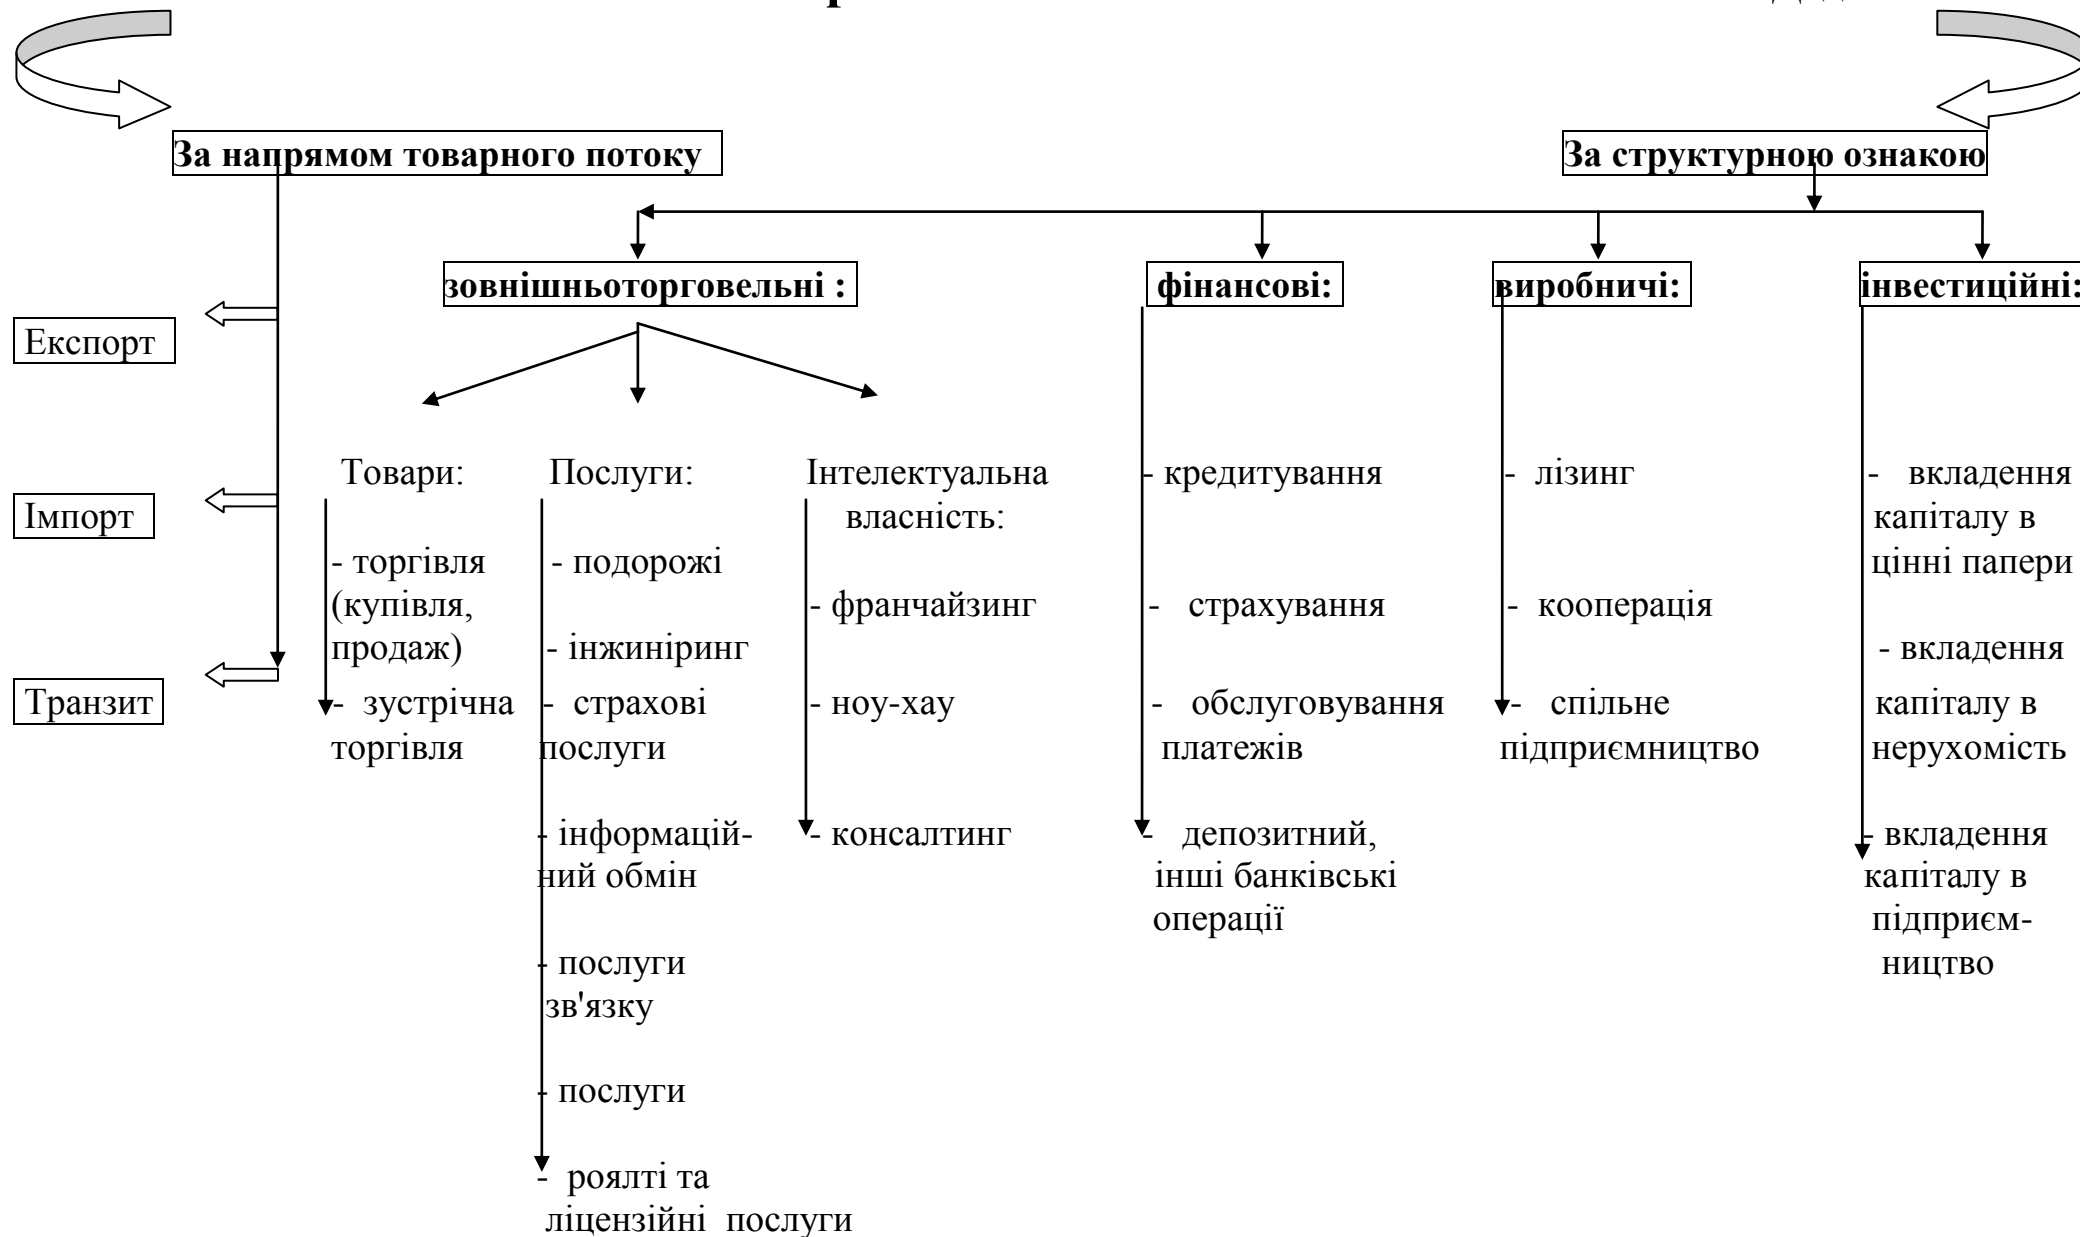 За напрямом товарного потоку
За структурною ознакою
зовнішньоторговельні :
фінансові:
виробничі:
інвестиційні:
Експорт
Імпорт
Транзит
Товари:
- торгівля
(купівля,
продаж)
- зустрічна
торгівля
Послуги:
- подорожі
- інжиніринг
- страхові
послуги
- інформацій-
ний обмін
- послуги
зв'язку
- послуги
- роялті та
ліцензійні послуги
Інтелектуальна
власність:
- франчайзинг
- ноу-хау
- консалтинг
- кредитування
- страхування
- обслуговування
платежів
- депозитний,
інші банківські
операції
- лізинг
- кооперація
- спільне
підприємництво
- вкладення
капіталу в
цінні папери
- вкладення
капіталу в
нерухомість
- вкладення
капіталу в
підприєм-
ництво